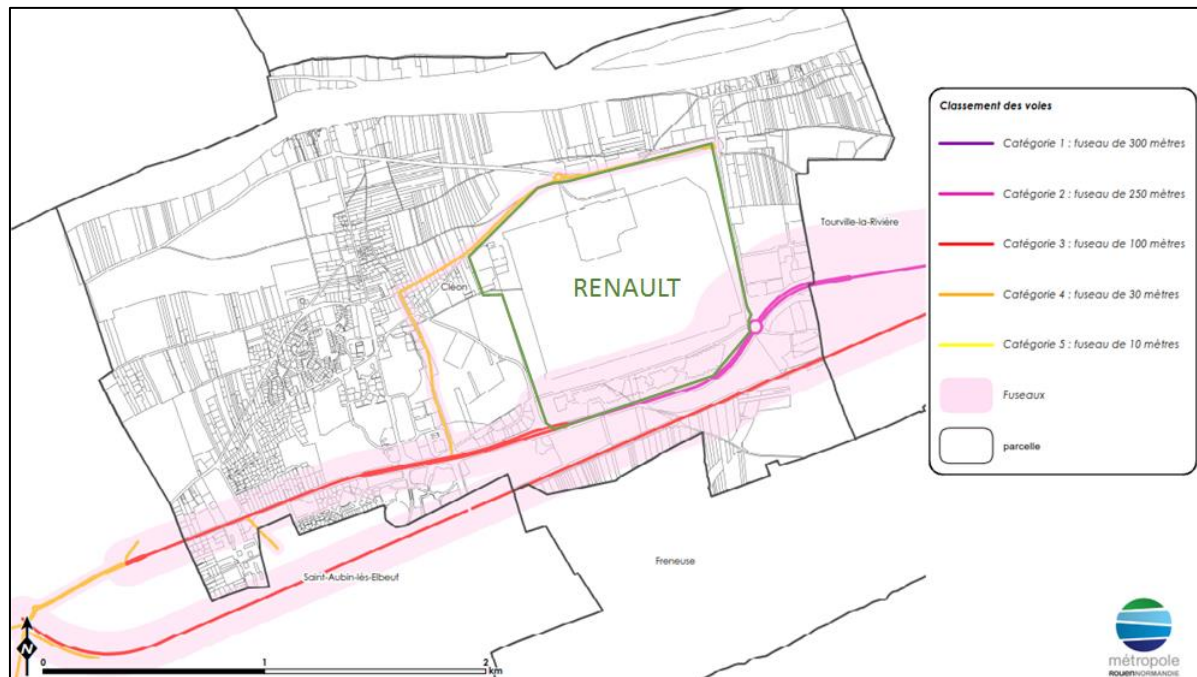 Tourville-la-Rivière
Cléon
RENAULT
Freneuse
Saint-Aubin-lès-Elbeuf
N
0 1 2
km
Classement des voies
Catégorie 1 : fuseau de 300 mètres
Catégorie 2 : fuseau de 250 mètres
Catégorie 3 : fuseau de 100 mètres
Catégorie 4 : fuseau de 30 mètres
Catégorie 5 : fuseau de 10 mètres
Fuseaux
parcelle
métropole
ROUENNORMANDIE